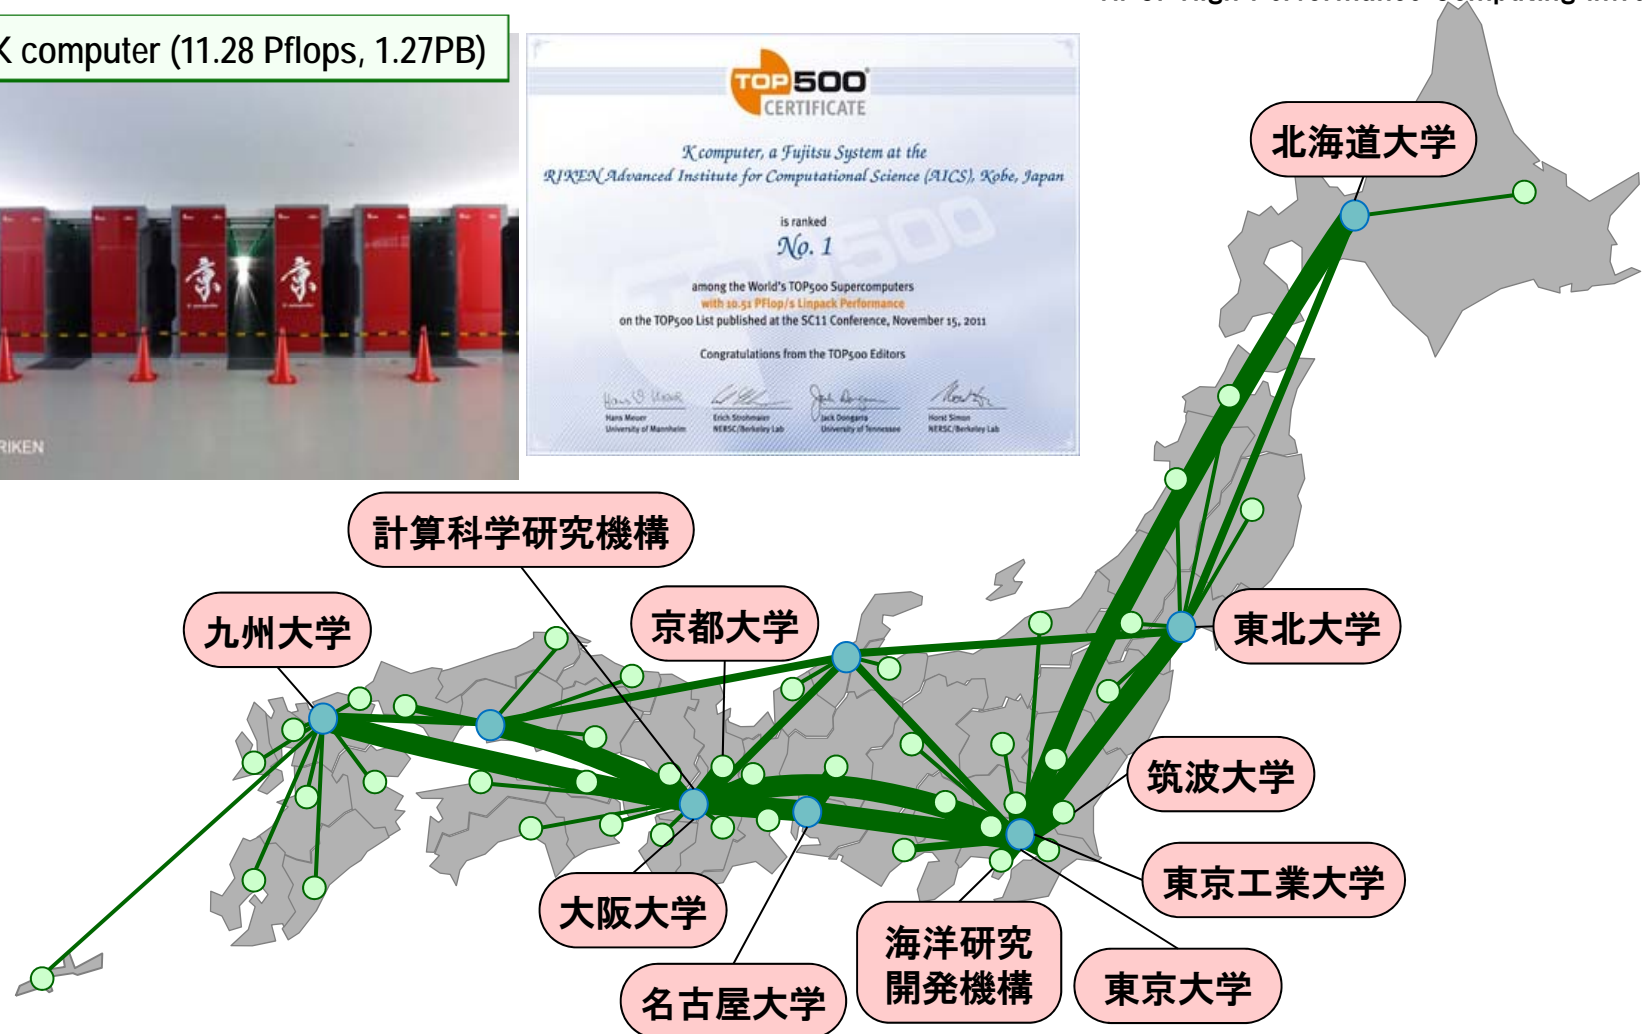 K computer (11.28 Pflops, 1.27PB)
TOP500
CERTIFICATE
K computer, a Fujitsu System at the
RIKEN Advanced Institute for Computational Science (AICS), Kobe, Japan
is ranked
No. 1
among the World's TOP500 Supercomputers
with 10.51 PFlop/s Linpack Performance
on the TOP500 List published at the SC11 Conference, November 15, 2011
Congratulations from the TOP500 Editors
Hans Meuer
University of Mannheim
Erich Strohmaier
NERSC/Berkeley Lab
Jack Dongarra
University of Tennessee
Horst Simon
NERSC/Berkeley Lab
京
京
RIKEN
北海道大学
計算科学研究機構
九州大学
京都大学
東北大学
筑波大学
東京工業大学
大阪大学
海洋研究
開発機構
東京大学
名古屋大学